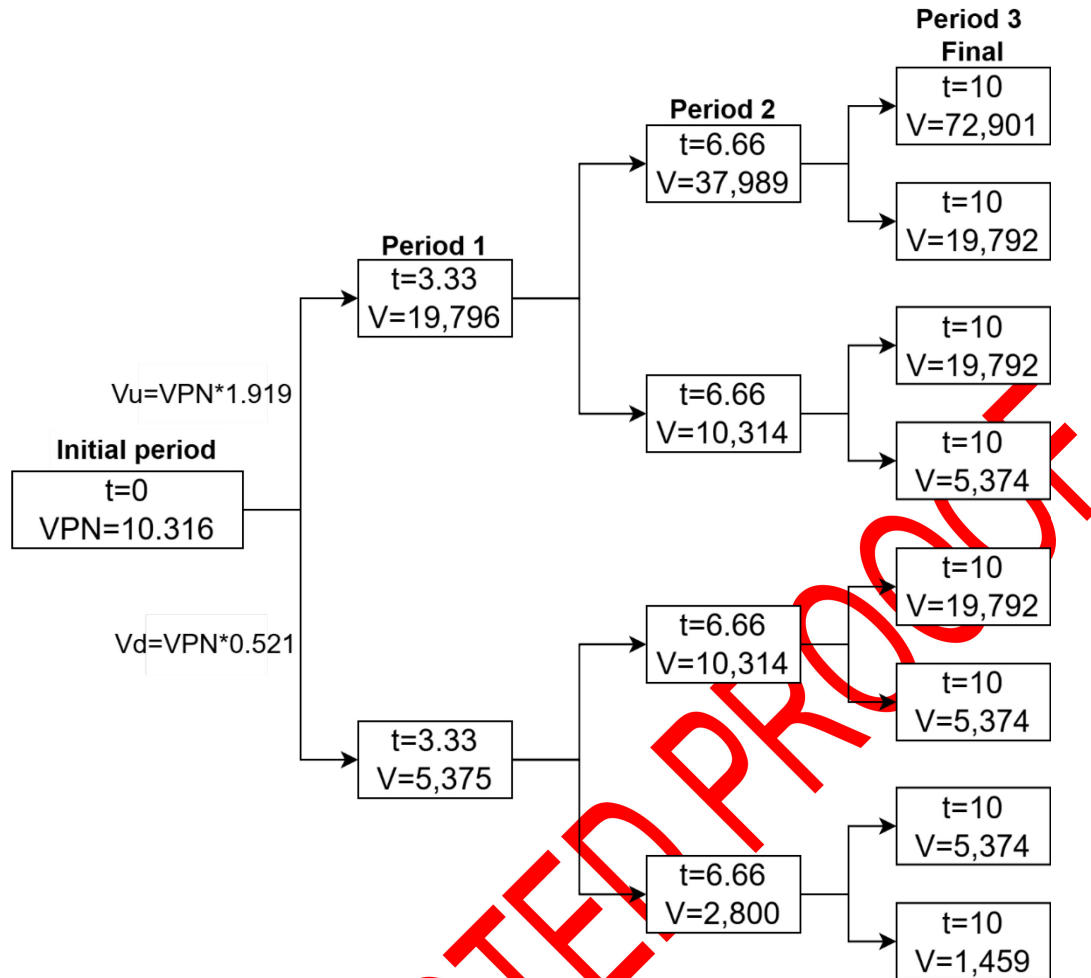 Period 3
Final
t=10
V=72,901
Period 2
t=6.66
V=37,989
t=10
V=19,792
Period 1
t=3.33
V=19,796
t=10
V=19,792
t=6.66
V=10,314
t=10
V=5,374
Vu=VPN*1.919
Initial period
t=0
VPN=10.316
Vd=VPN*0.521
t=10
V=19,792
t=6.66
V=10,314
t=10
V=5,374
t=3.33
V=5,375
t=10
V=5,374
t=6.66
V=2,800
t=10
V=1,459
TED PROOF